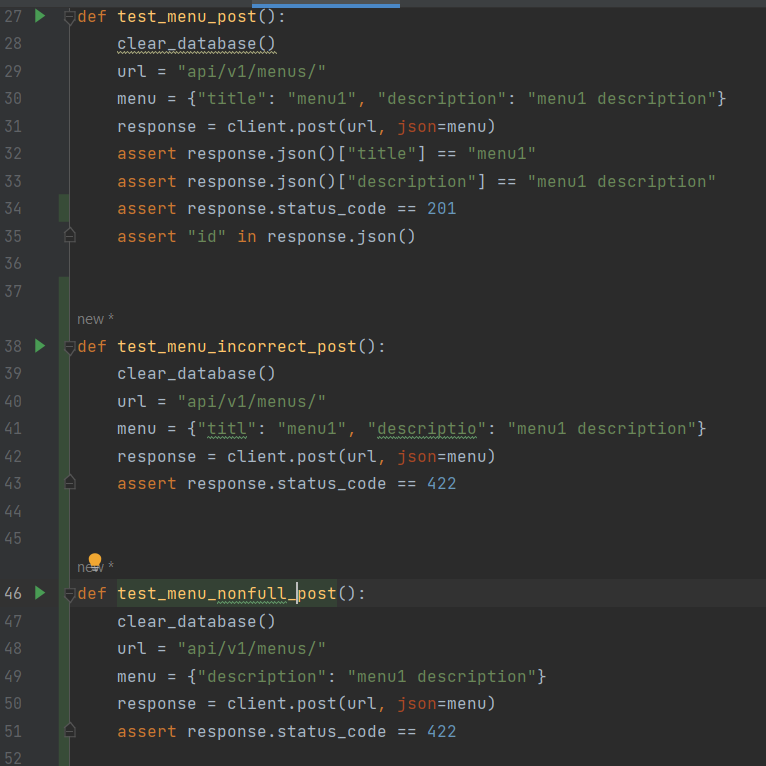 27 def test_menu_post():
28     clear_database()
29     url = "api/v1/menus/"
30     menu = {"title": "menu1", "description": "menu1 description"}
31     response = client.post(url, json=menu)
32     assert response.json()["title"] == "menu1"
33     assert response.json()["description"] == "menu1 description"
34     assert response.status_code == 201
35     assert "id" in response.json()
36
37
new *
38 def test_menu_incorrect_post():
39     clear_database()
40     url = "api/v1/menus/"
41     menu = {"titl": "menu1", "descriptio": "menu1 description"}
42     response = client.post(url, json=menu)
43     assert response.status_code == 422
44
45
new *
46 def test_menu_nonfull_post():
47     clear_database()
48     url = "api/v1/menus/"
49     menu = {"description": "menu1 description"}
50     response = client.post(url, json=menu)
51     assert response.status_code == 422
52